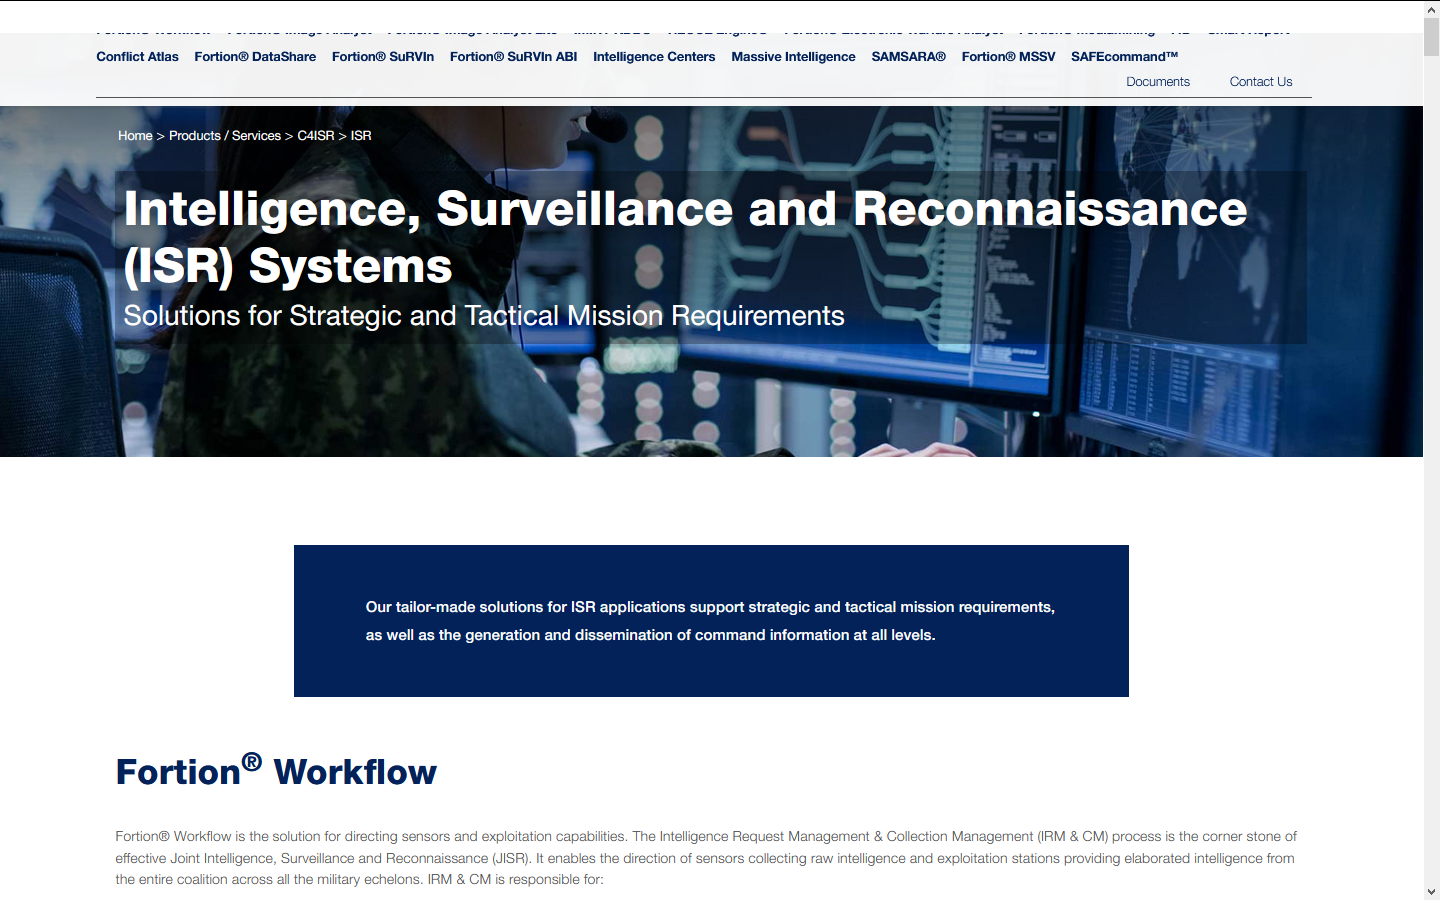 Conflict Atlas Fortion® DataShare Fortion® SuRVIn Fortion® SuRVIn ABI Intelligence Centers Massive Intelligence SAMSARA® Fortion® MSSV SAFEcommand™
Documents Contact Us
Home > Products / Services > C4ISR > ISR
Intelligence, Surveillance and Reconnaissance
(ISR) Systems
Solutions for Strategic and Tactical Mission Requirements
Our tailor-made solutions for ISR applications support strategic and tactical mission requirements,
as well as the generation and dissemination of command information at all levels.
Fortion® Workflow
Fortion® Workflow is the solution for directing sensors and exploitation capabilities. The Intelligence Request Management & Collection Management (IRM & CM) process is the corner stone of
effective Joint Intelligence, Surveillance and Reconnaissance (JISR). It enables the direction of sensors collecting raw intelligence and exploitation stations providing elaborated intelligence from
the entire coalition across all the military echelons. IRM & CM is responsible for: